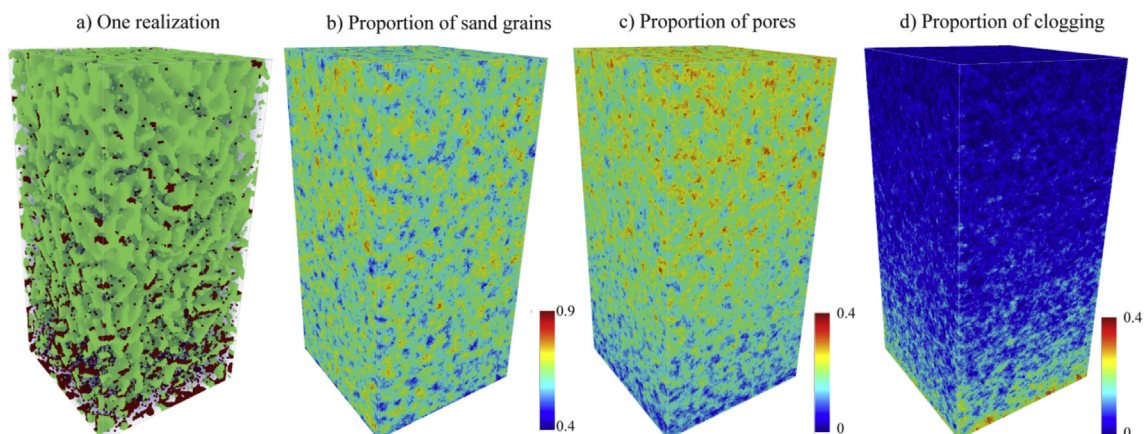 a) One realization
b) Proportion of sand grains
c) Proportion of pores
d) Proportion of clogging
0.9
0.4
0.4
0
0.4
0